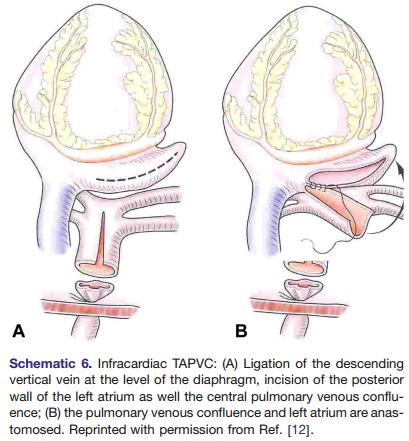 A
B
Schematic 6. Infracardiac TAPVC: (A) Ligation of the descending
vertical vein at the level of the diaphragm, incision of the posterior
wall of the left atrium as well the central pulmonary venous conflu-
ence; (B) the pulmonary venous confluence and left atrium are anas-
tomosed. Reprinted with permission from Ref. [12].